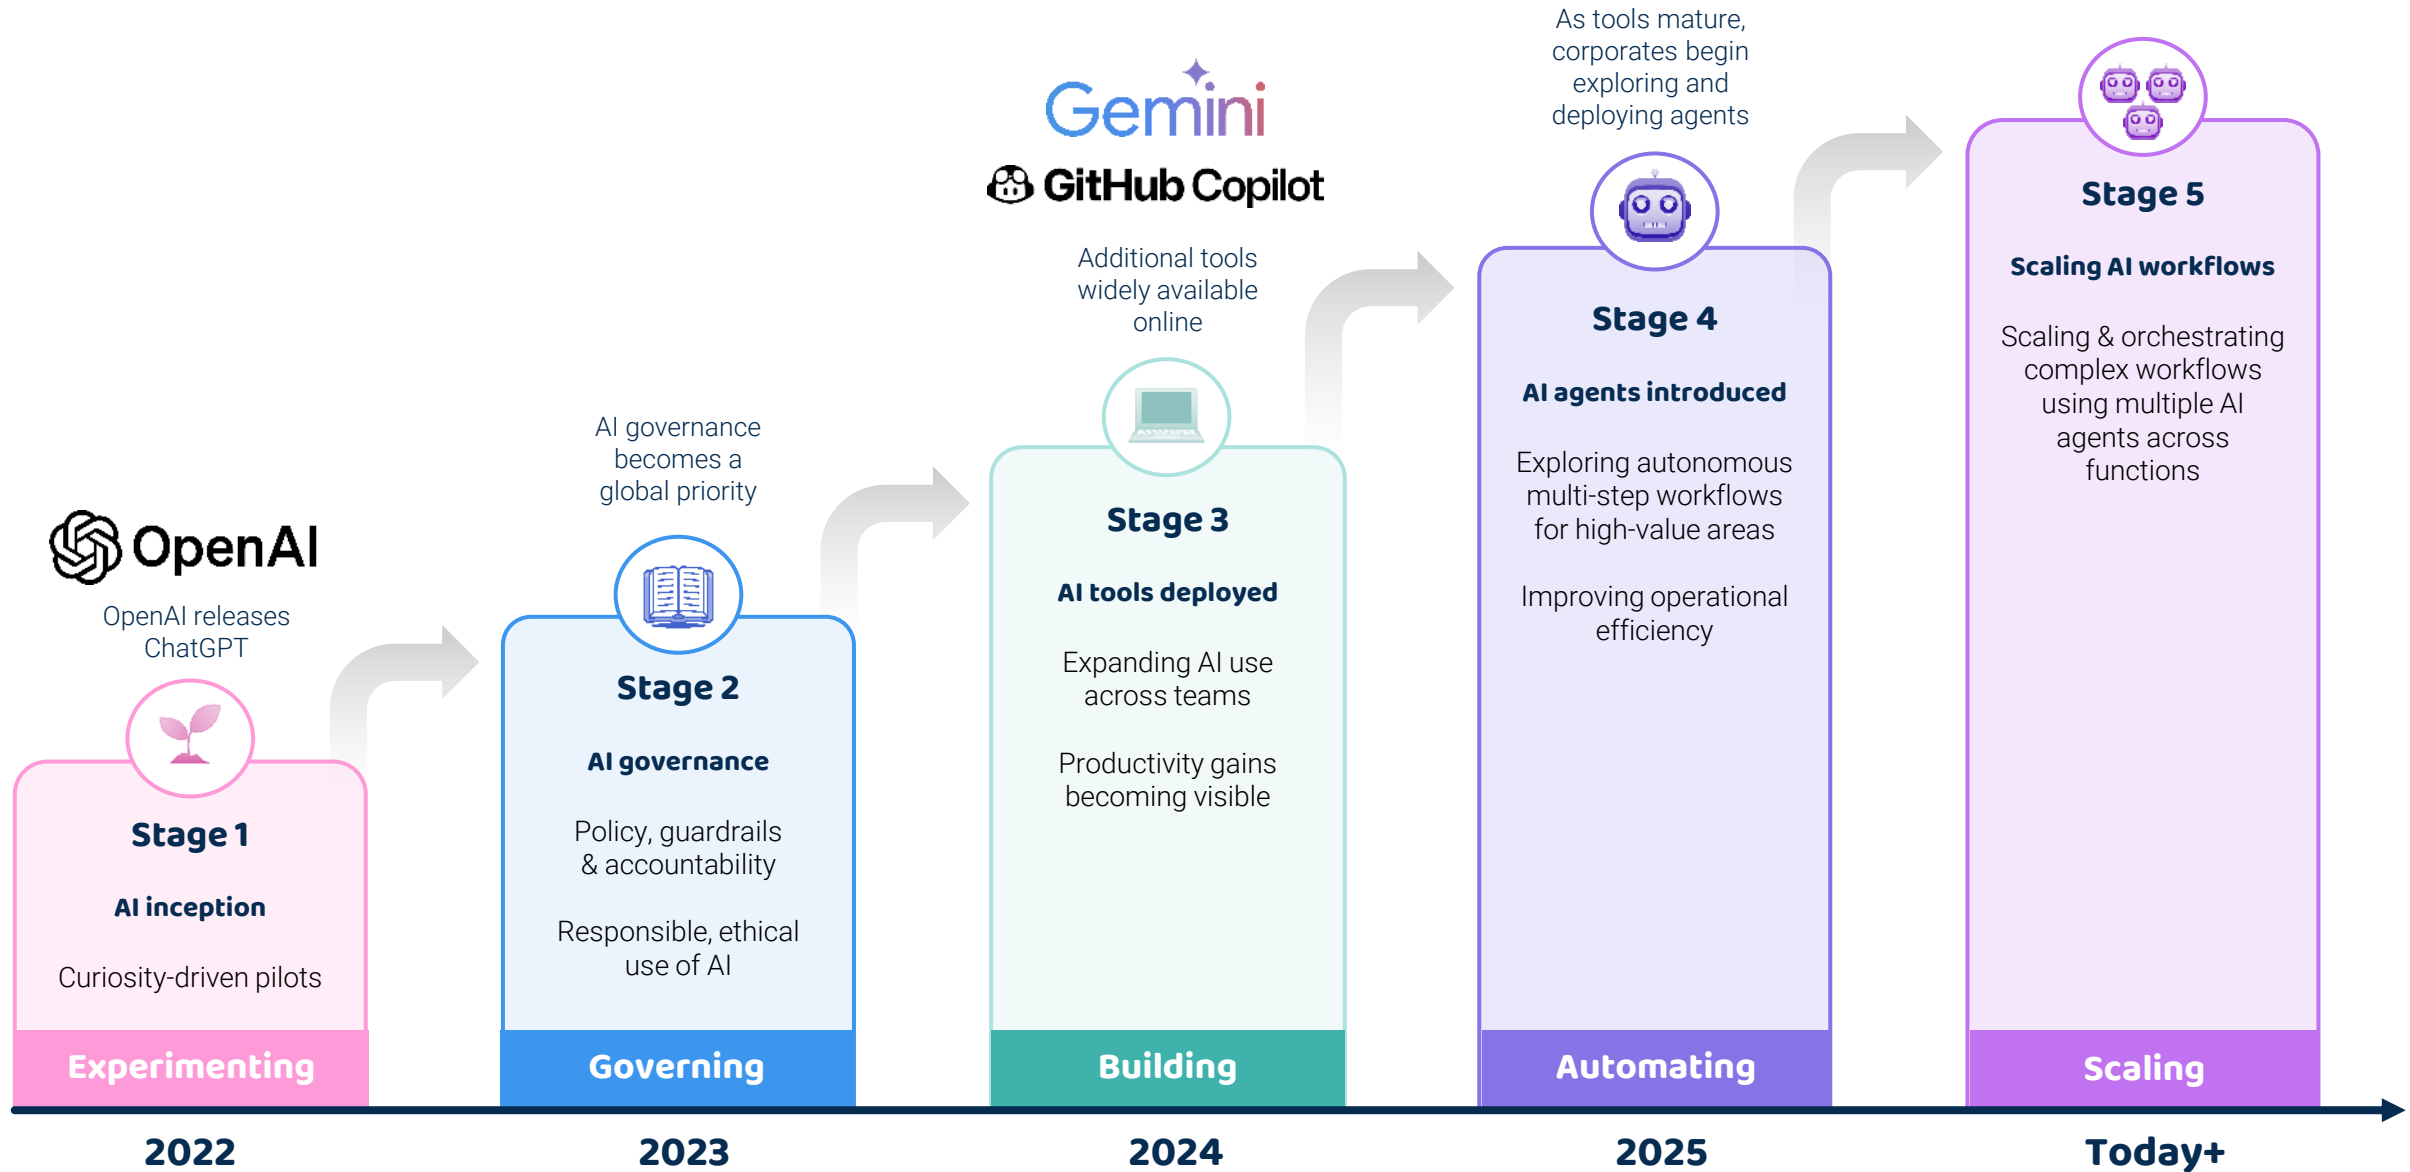 OpenAI
OpenAI releases
ChatGPT
Stage 1
AI inception
Curiosity-driven pilots
Experimenting
2022
AI governance
becomes a
global priority
Stage 2
AI governance
Policy, guardrails
& accountability
Responsible, ethical
use of AI
Governing
2023
Gemini
GitHub Copilot
Additional tools
widely available
online
Stage 3
AI tools deployed
Expanding AI use
across teams
Productivity gains
becoming visible
Building
2024
As tools mature,
corporates begin
exploring and
deploying agents
Stage 4
AI agents introduced
Exploring autonomous
multi-step workflows
for high-value areas
Improving operational
efficiency
Automating
2025
Stage 5
Scaling AI workflows
Scaling & orchestrating
complex workflows
using multiple AI
agents across
functions
Scaling
Today+